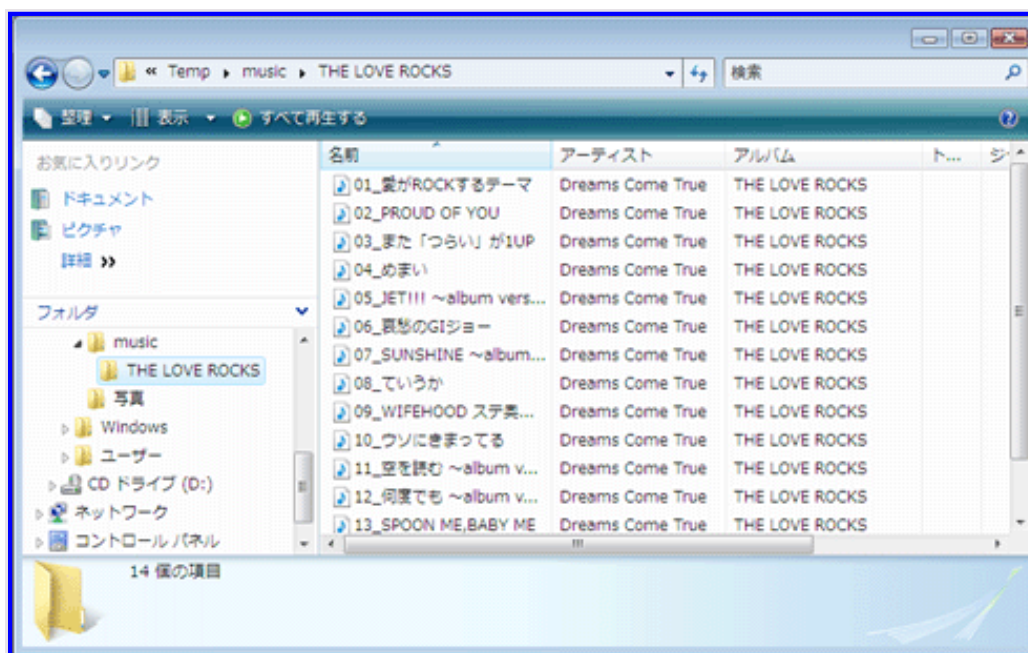 « Temp ▸ music ▸ THE LOVE ROCKS 検索
整理 表示 すべて再生する
お気に入りリンク
ドキュメント
ピクチャ
詳細 »
フォルダ
music
THE LOVE ROCKS
写真
Windows
ユーザー
CD ドライブ (D:)
ネットワーク
コントロール パネル
名前 アーティスト アルバム ト... ジ
01_愛がROCKするテーマ Dreams Come True THE LOVE ROCKS
02_PROUD OF YOU Dreams Come True THE LOVE ROCKS
03_また「つらい」が1UP Dreams Come True THE LOVE ROCKS
04_めまい Dreams Come True THE LOVE ROCKS
05_JET!!! ~album vers... Dreams Come True THE LOVE ROCKS
06_哀愁のGIジョー Dreams Come True THE LOVE ROCKS
07_SUNSHINE ~album... Dreams Come True THE LOVE ROCKS
08_ていうか Dreams Come True THE LOVE ROCKS
09_WIFEHOOD ステ素... Dreams Come True THE LOVE ROCKS
10_ウソにきまってる Dreams Come True THE LOVE ROCKS
11_空を読む ~album v... Dreams Come True THE LOVE ROCKS
12_何度でも ~album v... Dreams Come True THE LOVE ROCKS
13_SPOON ME,BABY ME Dreams Come True THE LOVE ROCKS
14 個の項目